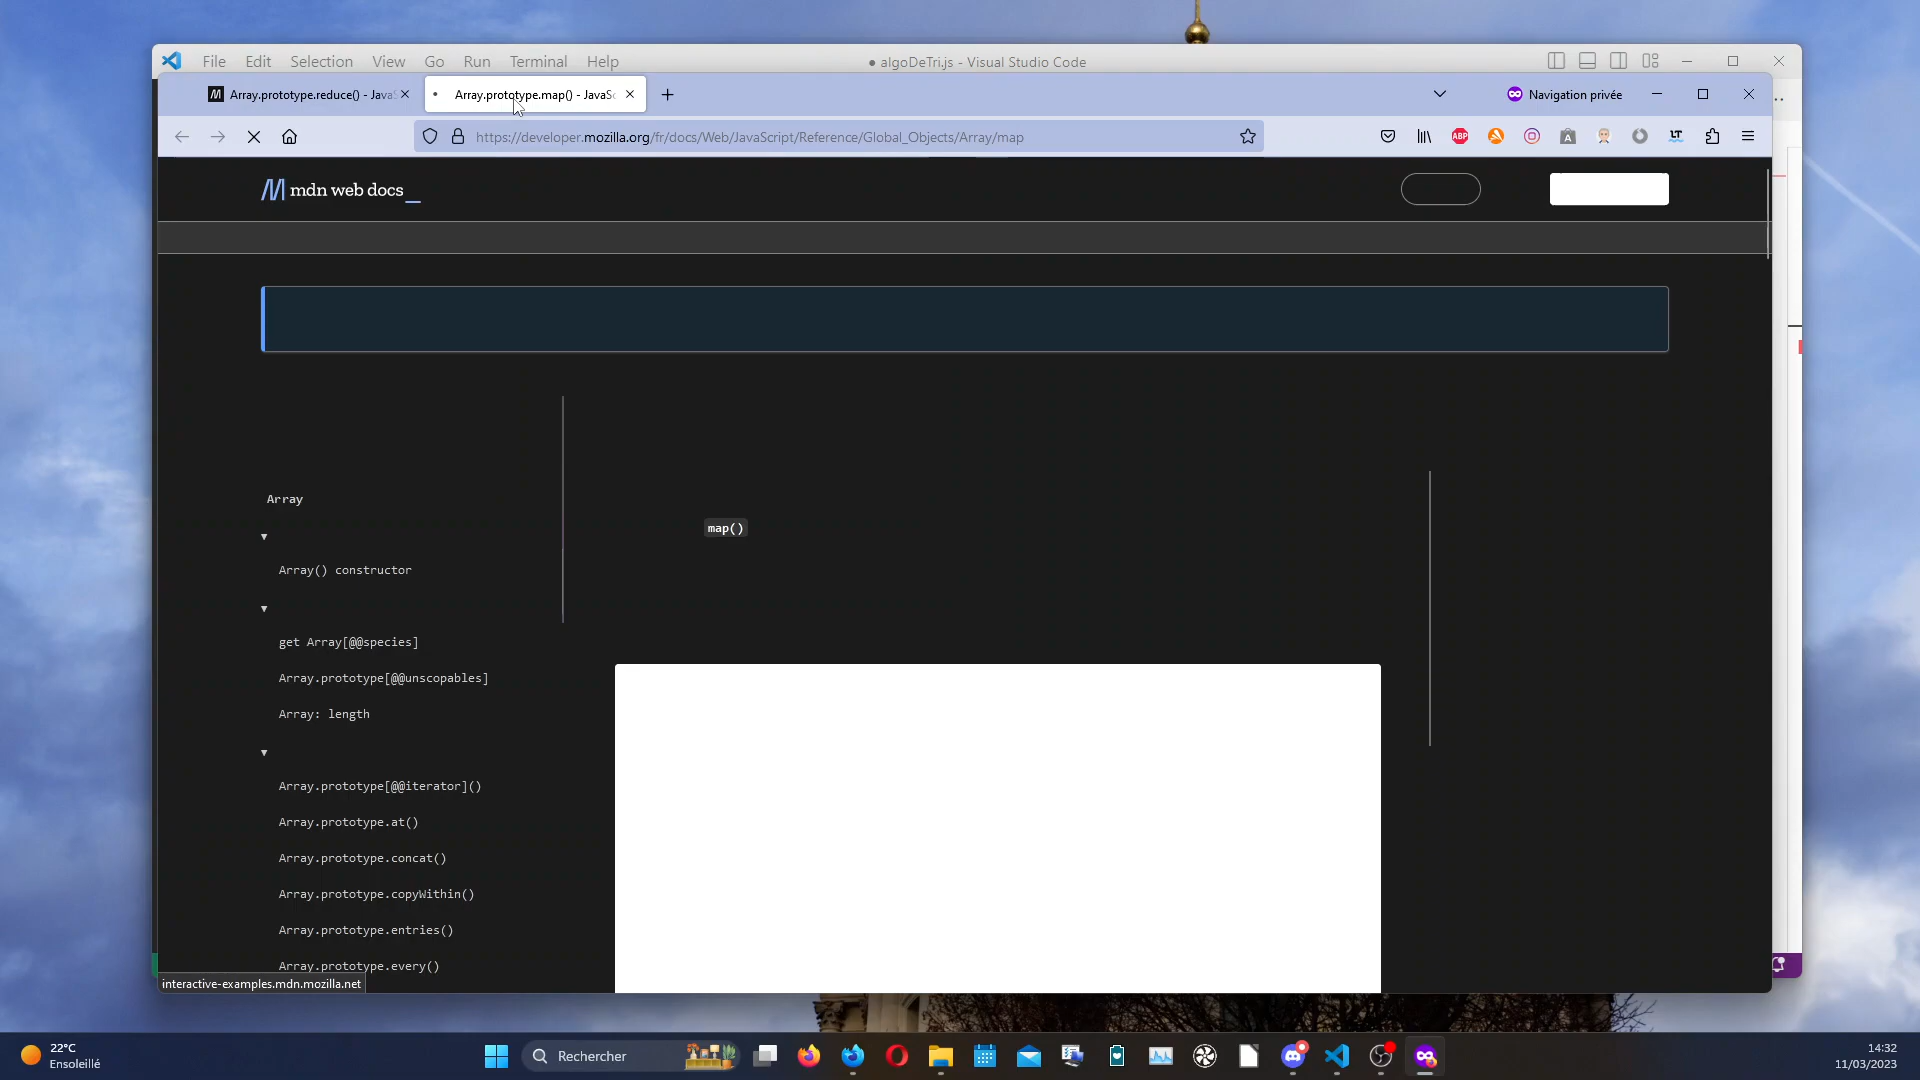 File Edit Selection View Go Run Terminal Help
● algoDeTri.js - Visual Studio Code
Array.prototype.reduce() - JavaS
Array.prototype.map() - JavaSc
Navigation privée
https://developer.mozilla.org/fr/docs/Web/JavaScript/Reference/Global_Objects/Array/map
ABP
LT
mdn web docs_
Array
map()
Array() constructor
get Array[@@species]
Array.prototype[@@unscopables]
Array: length
Array.prototype[@@iterator]()
Array.prototype.at()
Array.prototype.concat()
Array.prototype.copyWithin()
Array.prototype.entries()
Array.prototype.every()
interactive-examples.mdn.mozilla.net
22°C
Ensoleillé
Rechercher
14:32
11/03/2023